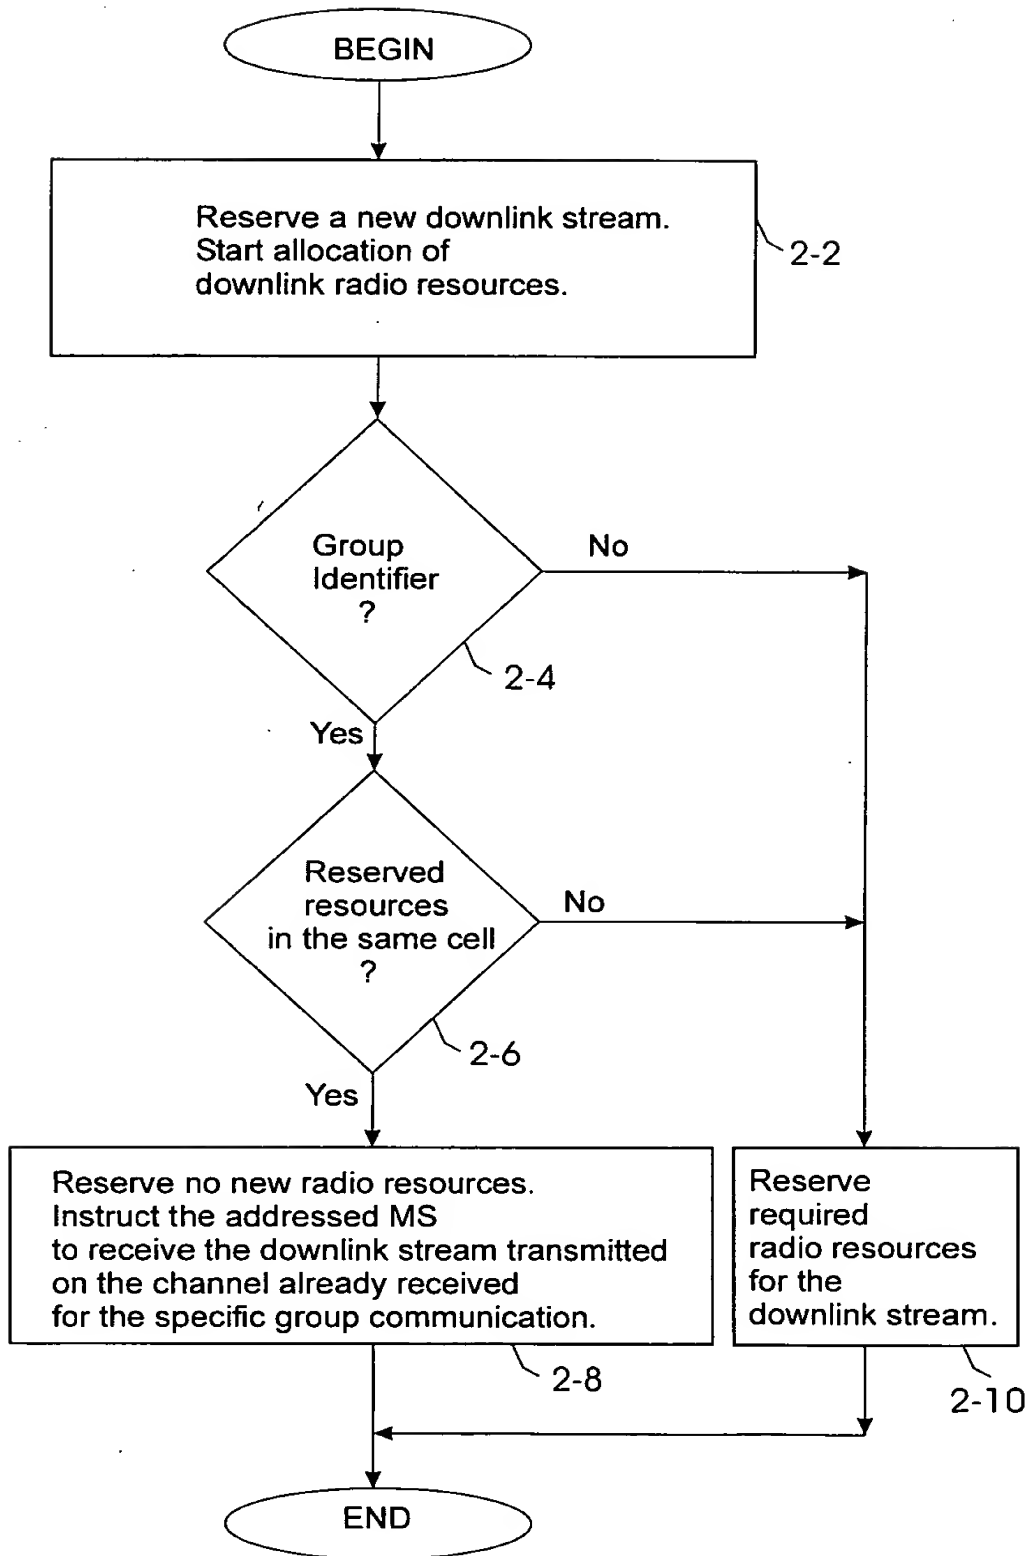 BEGIN
Reserve a new downlink stream.
Start allocation of
downlink radio resources.
2-2
Group
Identifier
?
No
2-4
Yes
Reserved
resources
in the same cell
?
No
2-6
Yes
Reserve no new radio resources.
Instruct the addressed MS
to receive the downlink stream transmitted
on the channel already received
for the specific group communication.
2-8
Reserve
required
radio resources
for the
downlink stream.
2-10
END